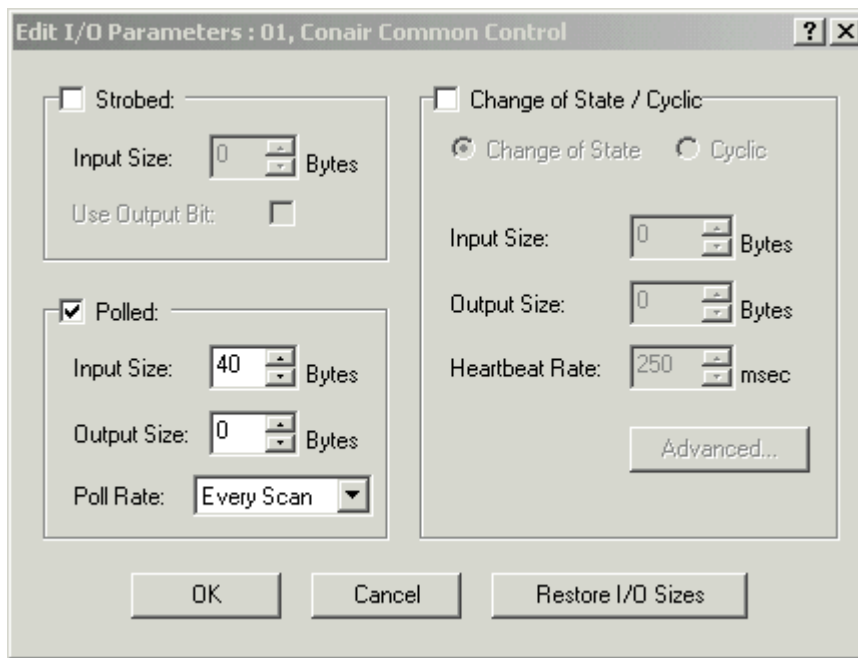 Edit I/O Parameters : 01, Conair Common Control
Strobed:
Input Size: 0 Bytes
Use Output Bit:
Polled:
Input Size: 40 Bytes
Output Size: 0 Bytes
Poll Rate: Every Scan
Change of State / Cyclic
Change of State Cyclic
Input Size: 0 Bytes
Output Size: 0 Bytes
Heartbeat Rate: 250 msec
Advanced...
OK Cancel Restore I/O Sizes